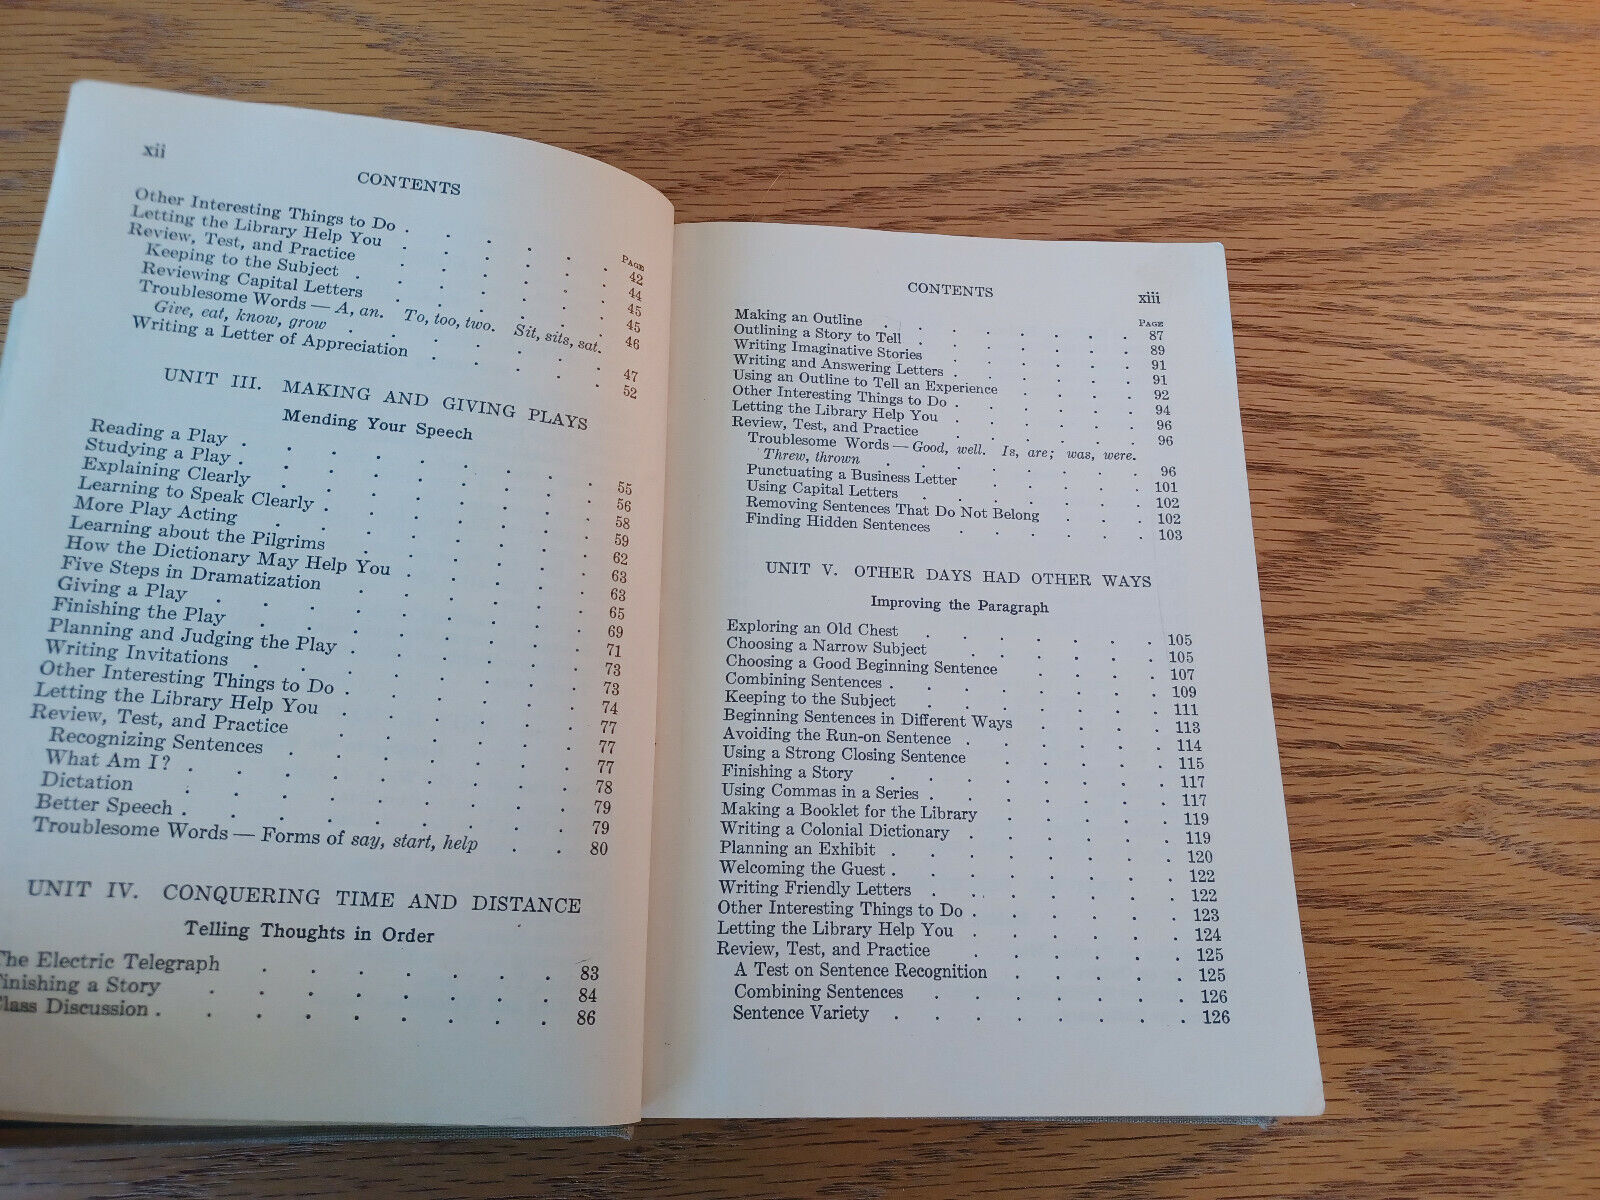 xii
CONTENTS
PAGE
Other Interesting Things to Do . . . . . . 42
Letting the Library Help You . . . . . . 44
Review, Test, and Practice . . . . . . 45
Keeping to the Subject . . . . . . 45
Reviewing Capital Letters . . . . . . 46
Troublesome Words — A, an. To, too, two. Sit, sits, sat.
Give, eat, know, grow . . . . . . 47
Writing a Letter of Appreciation . . . . . 52
UNIT III. MAKING AND GIVING PLAYS
Mending Your Speech
Reading a Play . . . . . . . . 55
Studying a Play . . . . . . . . 56
Explaining Clearly . . . . . . . 58
Learning to Speak Clearly . . . . . . 59
More Play Acting . . . . . . . 62
Learning about the Pilgrims . . . . . . 63
How the Dictionary May Help You . . . . . 63
Five Steps in Dramatization . . . . . . 65
Giving a Play . . . . . . . . 69
Finishing the Play . . . . . . . 71
Planning and Judging the Play . . . . . . 73
Writing Invitations . . . . . . . 73
Other Interesting Things to Do . . . . . . 74
Letting the Library Help You . . . . . . 77
Review, Test, and Practice . . . . . . 77
Recognizing Sentences . . . . . . 77
What Am I? . . . . . . . . 78
Dictation . . . . . . . . 79
Better Speech . . . . . . . . 79
Troublesome Words — Forms of say, start, help . . 80
UNIT IV. CONQUERING TIME AND DISTANCE
Telling Thoughts in Order
The Electric Telegraph . . . . . . . 83
Finishing a Story . . . . . . . . 84
Class Discussion . . . . . . . . . 86
CONTENTS
xiii
PAGE
Making an Outline . . . . . . . 87
Outlining a Story to Tell . . . . . . 89
Writing Imaginative Stories . . . . . 91
Writing and Answering Letters . . . . . 91
Using an Outline to Tell an Experience . . . 92
Other Interesting Things to Do . . . . . . 94
Letting the Library Help You . . . . . 96
Review, Test, and Practice . . . . . . 96
Troublesome Words — Good, well. Is, are; was, were.
Threw, thrown . . . . . . . 96
Punctuating a Business Letter . . . . . 101
Using Capital Letters . . . . . . 102
Removing Sentences That Do Not Belong . . . 102
Finding Hidden Sentences . . . . . . 103
UNIT V. OTHER DAYS HAD OTHER WAYS
Improving the Paragraph
Exploring an Old Chest . . . . . . 105
Choosing a Narrow Subject . . . . . . 105
Choosing a Good Beginning Sentence . . . . 107
Combining Sentences . . . . . . . 109
Keeping to the Subject . . . . . . 111
Beginning Sentences in Different Ways . . . . 113
Avoiding the Run-on Sentence . . . . . . 114
Using a Strong Closing Sentence . . . . . 115
Finishing a Story . . . . . . . 117
Using Commas in a Series . . . . . . . 117
Making a Booklet for the Library . . . . . 119
Writing a Colonial Dictionary . . . . . . 119
Planning an Exhibit . . . . . . . . 120
Welcoming the Guest . . . . . . . . 122
Writing Friendly Letters . . . . . . . 122
Other Interesting Things to Do . . . . . . 123
Letting the Library Help You . . . . . . 124
Review, Test, and Practice . . . . . . 125
A Test on Sentence Recognition . . . . . 125
Combining Sentences . . . . . . . 126
Sentence Variety . . . . . . . . 126